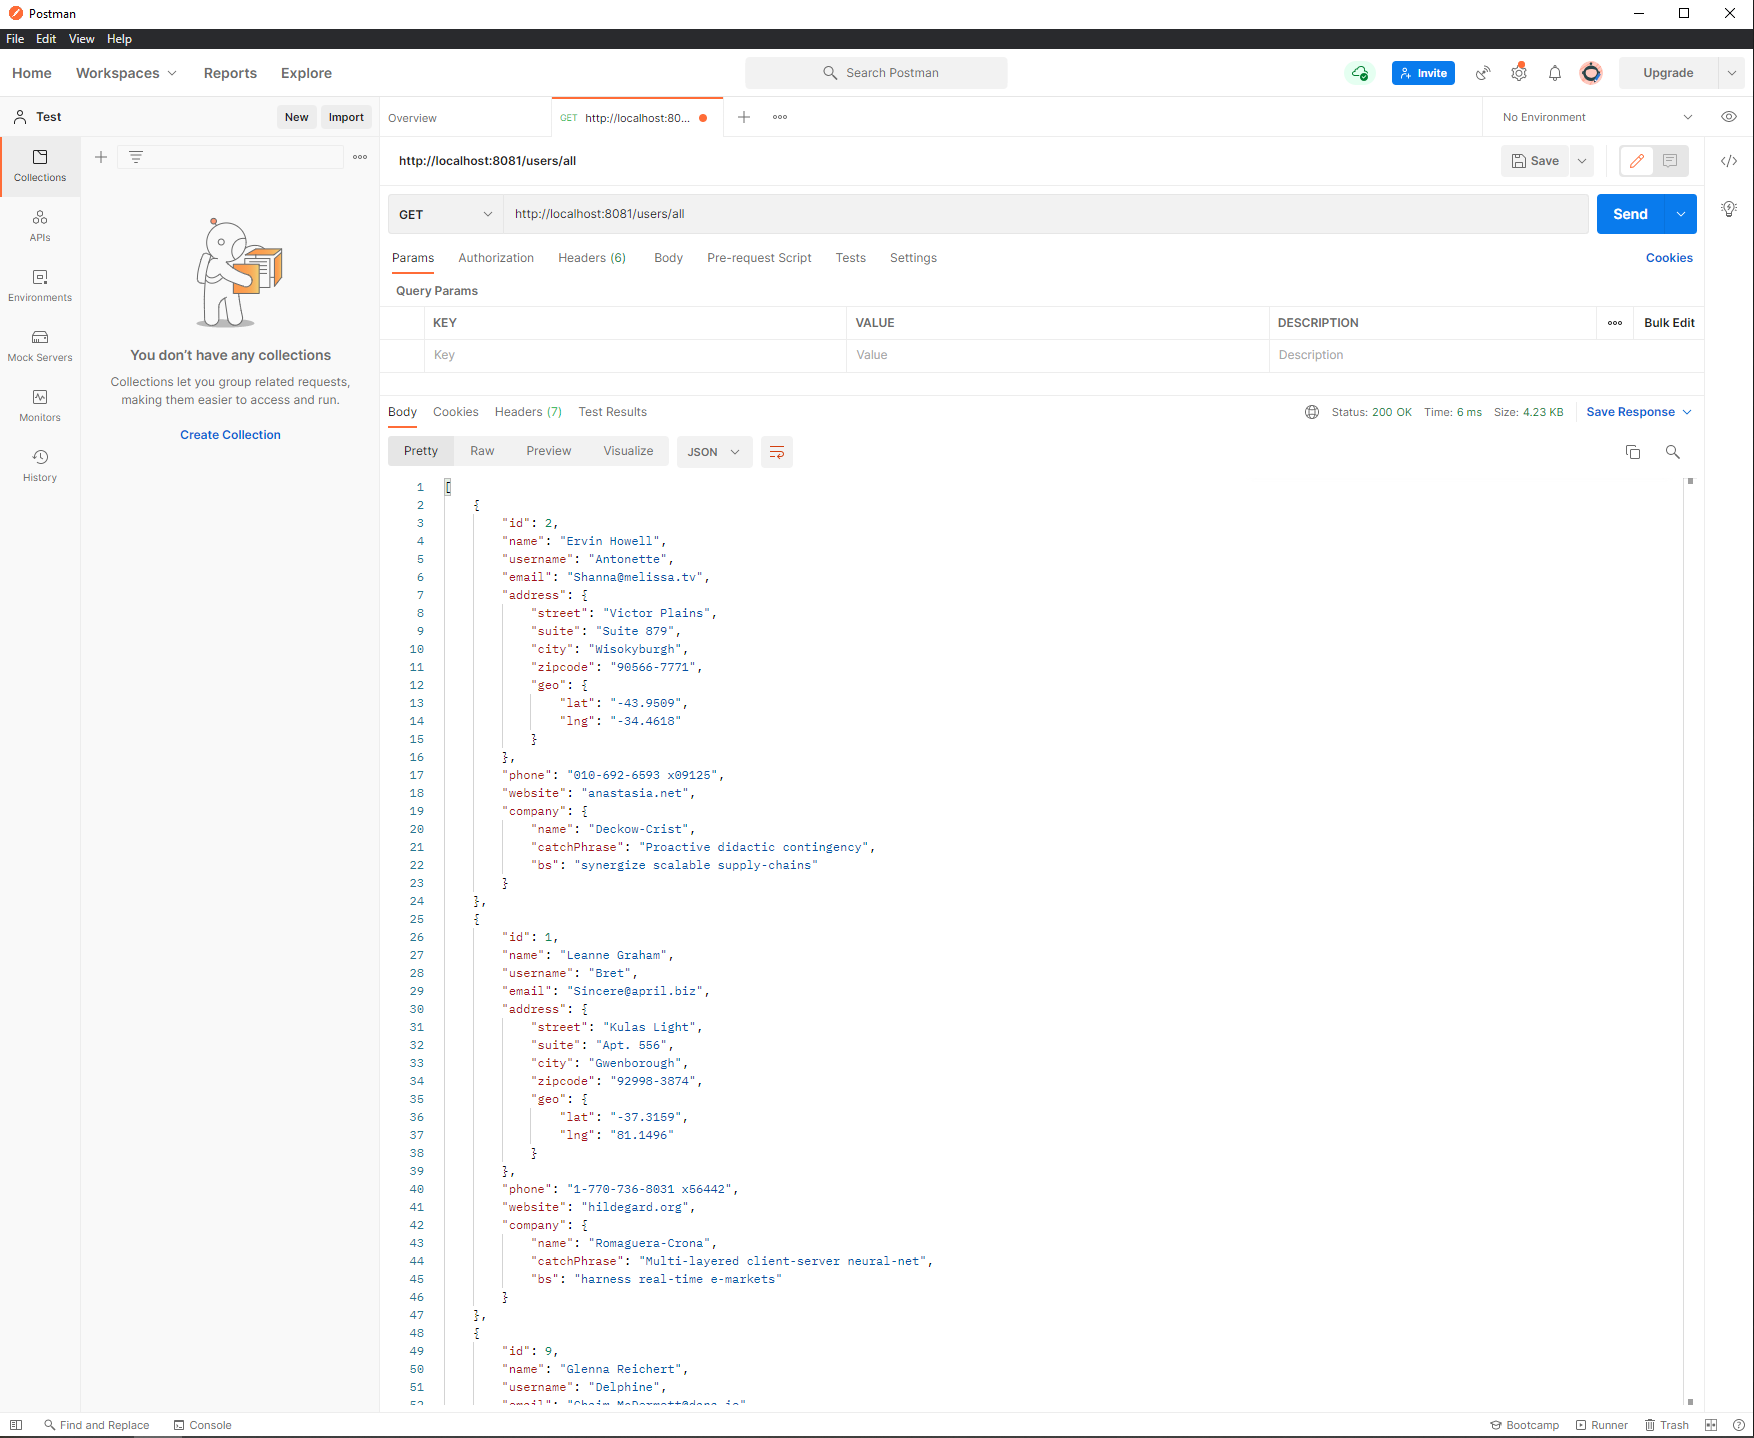 Postman
File Edit View Help
Home Workspaces Reports Explore Search Postman Invite Upgrade
Test New Import Overview GET http://localhost:80... No Environment
http://localhost:8081/users/all Save
GET http://localhost:8081/users/all Send
Params Authorization Headers (6) Body Pre-request Script Tests Settings Cookies
Query Params
KEY VALUE DESCRIPTION Bulk Edit
Key Value Description
Collections
APIs
Environments
Mock Servers
Monitors
History
You don't have any collections
Collections let you group related requests,
making them easier to access and run.
Create Collection
Body Cookies Headers (7) Test Results Status: 200 OK Time: 6 ms Size: 4.23 KB Save Response
Pretty Raw Preview Visualize JSON
1 [
2 {
3 "id": 2,
4 "name": "Ervin Howell",
5 "username": "Antonette",
6 "email": "Shanna@melissa.tv",
7 "address": {
8 "street": "Victor Plains",
9 "suite": "Suite 879",
10 "city": "Wisokyburgh",
11 "zipcode": "90566-7771",
12 "geo": {
13 "lat": "-43.9509",
14 "lng": "-34.4618"
15 }
16 },
17 "phone": "010-692-6593 x09125",
18 "website": "anastasia.net",
19 "company": {
20 "name": "Deckow-Crist",
21 "catchPhrase": "Proactive didactic contingency",
22 "bs": "synergize scalable supply-chains"
23 }
24 },
25 {
26 "id": 1,
27 "name": "Leanne Graham",
28 "username": "Bret",
29 "email": "Sincere@april.biz",
30 "address": {
31 "street": "Kulas Light",
32 "suite": "Apt. 556",
33 "city": "Gwenborough",
34 "zipcode": "92998-3874",
35 "geo": {
36 "lat": "-37.3159",
37 "lng": "81.1496"
38 }
39 },
40 "phone": "1-770-736-8031 x56442",
41 "website": "hildegard.org",
42 "company": {
43 "name": "Romaguera-Crona",
44 "catchPhrase": "Multi-layered client-server neural-net",
45 "bs": "harness real-time e-markets"
46 }
47 },
48 {
49 "id": 9,
50 "name": "Glenna Reichert",
51 "username": "Delphine",
52 "email":
Find and Replace Console Bootcamp Runner Trash